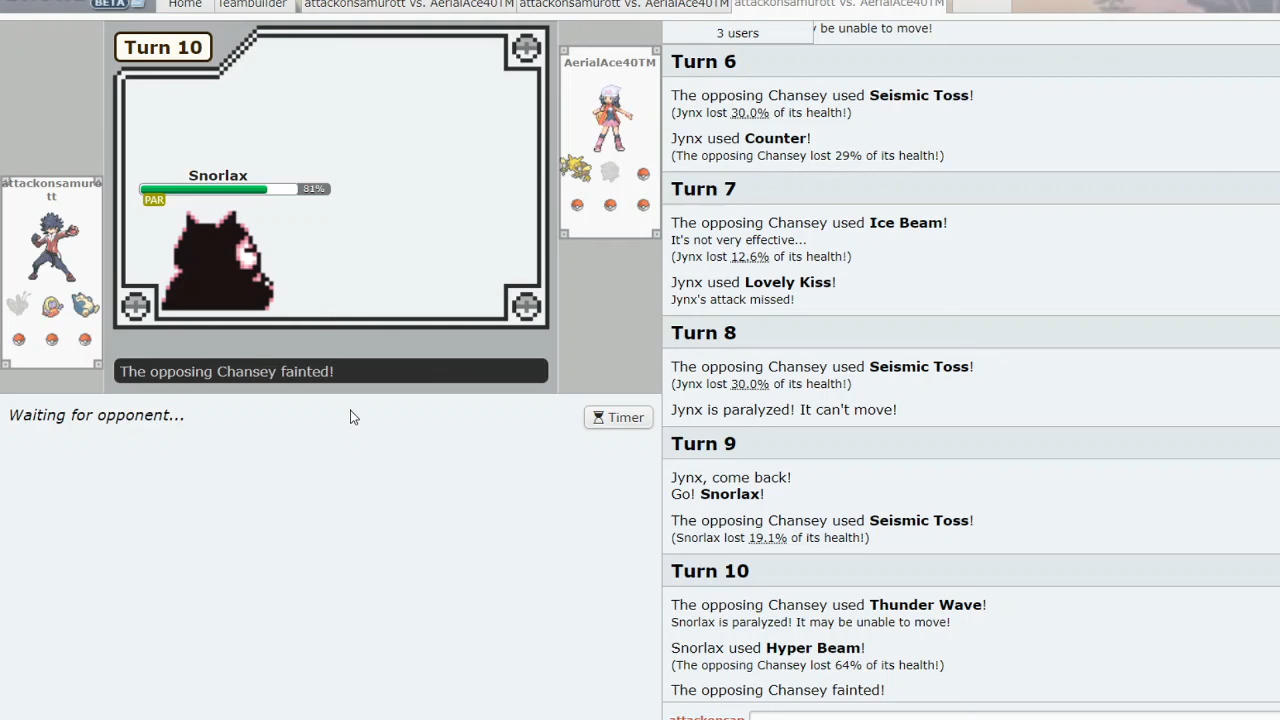 BETA
Home
Teambuilder
attackonsamurott vs. AerialAce40TM
attackonsamurott vs. AerialAce40TM
attackonsamurott vs. AerialAce40TM
3 users
y be unable to move!
Turn 10
AerialAce40TM
Snorlax
81%
PAR
attackonsamuro
tt
The opposing Chansey fainted!
Waiting for opponent...
Timer
Turn 6
The opposing Chansey used Seismic Toss!
(Jynx lost 30.0% of its health!)
Jynx used Counter!
(The opposing Chansey lost 29% of its health!)
Turn 7
The opposing Chansey used Ice Beam!
It's not very effective...
(Jynx lost 12.6% of its health!)
Jynx used Lovely Kiss!
Jynx's attack missed!
Turn 8
The opposing Chansey used Seismic Toss!
(Jynx lost 30.0% of its health!)
Jynx is paralyzed! It can't move!
Turn 9
Jynx, come back!
Go! Snorlax!
The opposing Chansey used Seismic Toss!
(Snorlax lost 19.1% of its health!)
Turn 10
The opposing Chansey used Thunder Wave!
Snorlax is paralyzed! It may be unable to move!
Snorlax used Hyper Beam!
(The opposing Chansey lost 64% of its health!)
The opposing Chansey fainted!